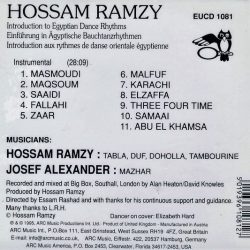 HOSSAM RAMZY
EUCD 1081
Introduction to Egyptian Dance Rhythms
Einführung in Ägyptische Bauchtanzrhythmen
Introduction aux rythmes de danse orientale égyptienne
Instrumental (28:09)
1. MASMOUDI
2. MAQSOUM
3. SAAIDI
4. FALLAHI
5. ZAAR
6. MALFUF
7. KARACHI
8. ELZAFFA
9. THREE FOUR TIME
10. SAMAAI
11. ABU EL KHAMSA
MUSICIANS:
HOSSAM RAMZY : TABLA, DUF, DOHOLLA, TAMBOURINE
JOSEF ALEXANDER : MAZHAR
Recorded and mixed at Big Box, Southall, London by Alan Heaton/David Knowles
Produced by Hossam Ramzy
Directed by Essam Rashad and with thanks for his continued support and guidance.
Many thanks to L.R.H.
© Hossam Ramzy
Dancer on cover: Elizabeth Hard
ARC Music